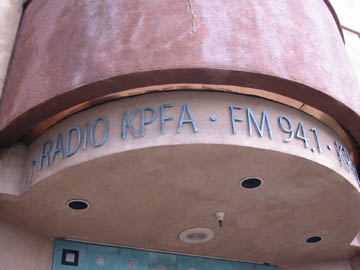 · RADIO KPFA · FM 94.1 ·